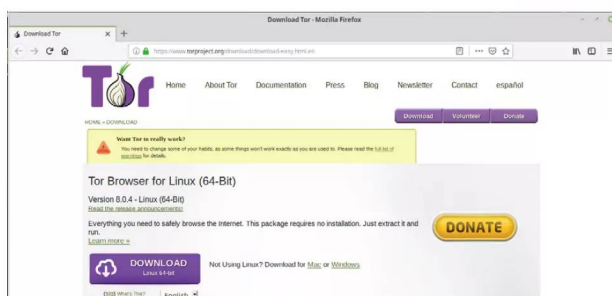 Download Tor - Mozilla Firefox
Download Tor
https://www.torproject.org/download/download-easy.html.en
Tor
Home About Tor Documentation Press Blog Newsletter Contact español
HOME » DOWNLOAD
Download Volunteer Donate
Want Tor to really work?
You need to change some of your habits, as some things won't work exactly as you are used to. Please read the full list of
warnings for details.
Tor Browser for Linux (64-Bit)
Version 8.0.4 - Linux (64-Bit)
Read the release announcements!
Everything you need to safely browse the Internet. This package requires no installation. Just extract it and
run.
Learn more »
DONATE
DOWNLOAD
Linux 64-bit
Not Using Linux? Download for Mac or Windows
(sig) What's This?
English